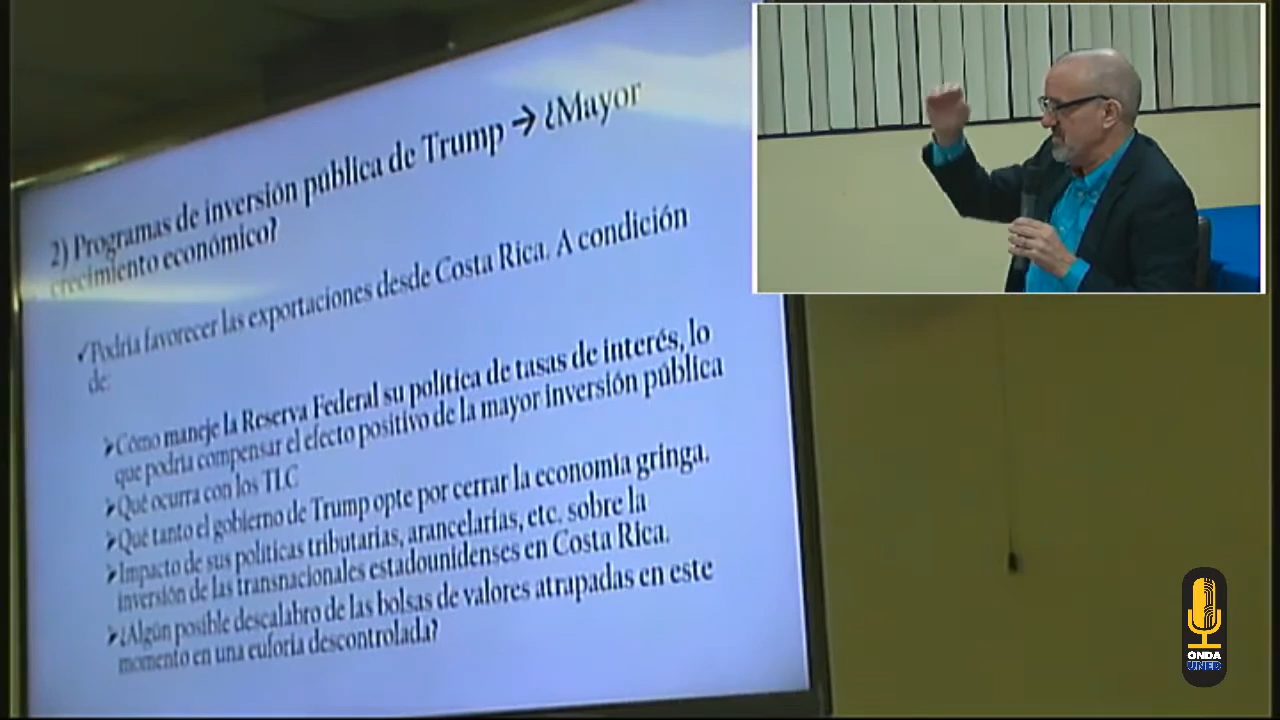 2) Programas de inversión pública de Trump → ¿Mayor
crecimiento económico?
✓Podría favorecer las exportaciones desde Costa Rica. A condición
de:
➢Cómo maneje la Reserva Federal su política de tasas de interés, lo
que podría compensar el efecto positivo de la mayor inversión pública
➢Qué ocurra con los TLC
➢Qué tanto el gobierno de Trump opte por cerrar la economía gringa.
➢Impacto de sus políticas tributarias, arancelarias, etc. sobre la
inversión de las transnacionales estadounidenses en Costa Rica.
➢¿Algún posible descalabro de las bolsas de valores atrapadas en este
momento en una euforia descontrolada?
ONDA
UNED